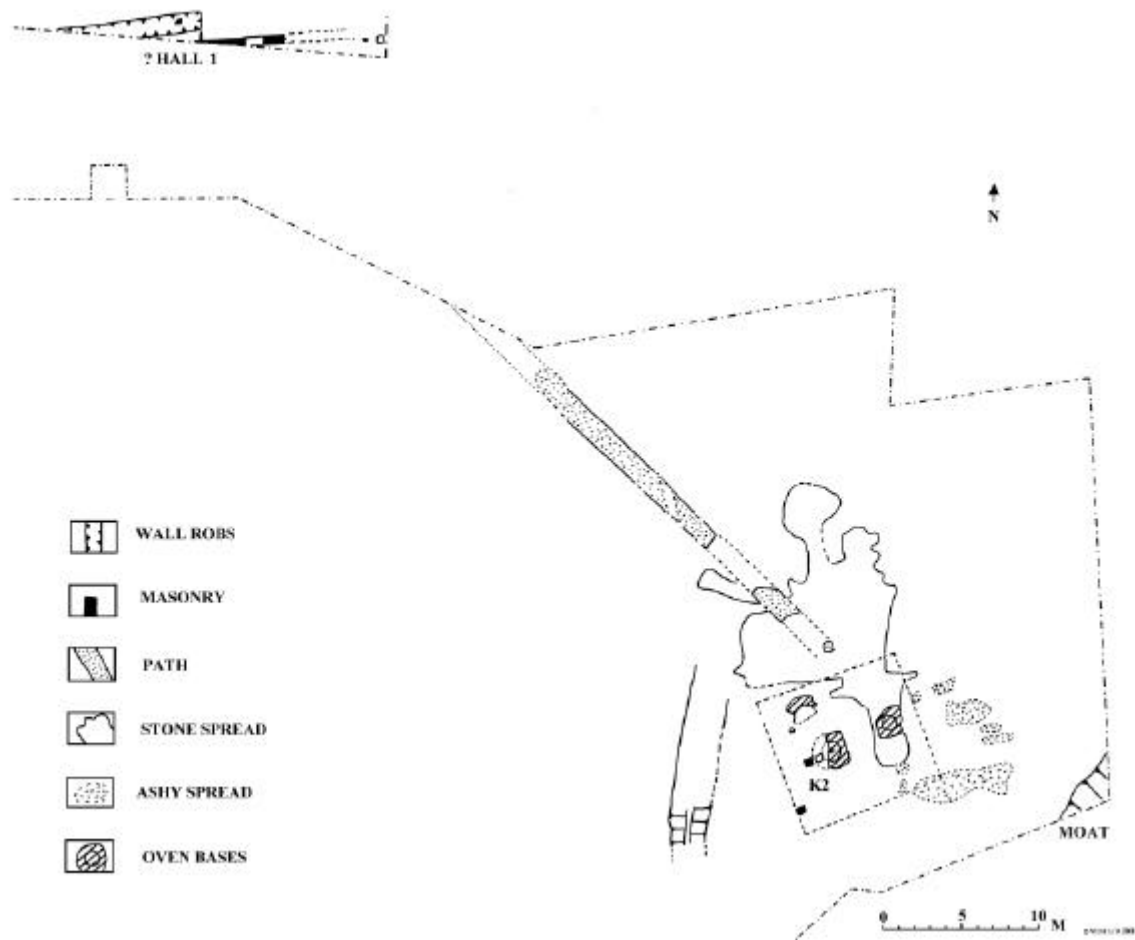 ? HALL 1
N
WALL ROBS
MASONRY
PATH
STONE SPREAD
ASHY SPREAD
OVEN BASES
K2
MOAT
0 5 10 M